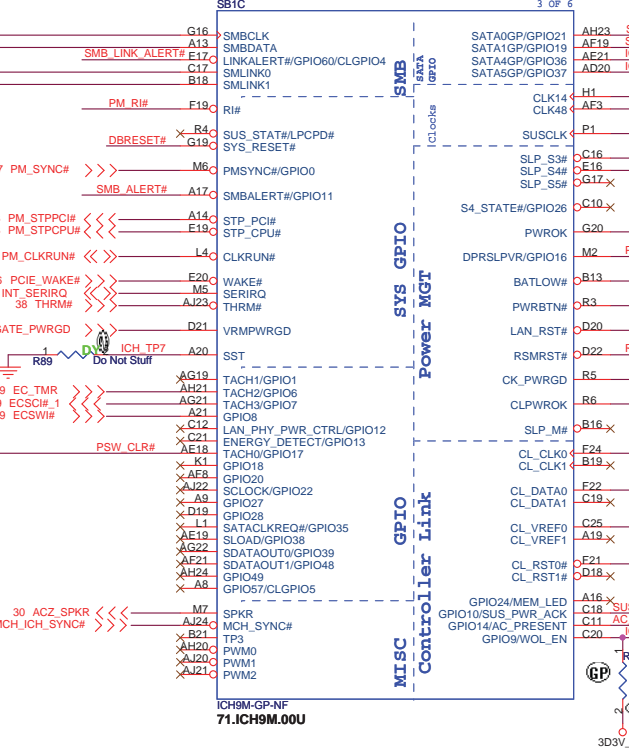 SB1C 3 OF 6
G16 SMBCLK SATA0GP/GPIO21 AH23
A13 SMBDATA SATA1GP/GPIO19 AF19
SMB_LINK_ALERT# E17 LINKALERT#/GPIO60/CLGPIO4 SATA4GP/GPIO36 AE21
C17 SMLINK0 SATA5GP/GPIO37 AD20
B18 SMLINK1
SMB
SATA GPIO
CLK14 H1
PM_RI# F19 RI# CLK48 AF3
Clocks
R4 SUS_STAT#/LPCPD# SUSCLK P1
DBRESET# G19 SYS_RESET#
SLP_S3# C16
PM_SYNC# M6 PMSYNC#/GPIO0 SLP_S4# E16
SLP_S5# G17
SMB_ALERT# A17 SMBALERT#/GPIO11
S4_STATE#/GPIO26 C10
PM_STPPCI# A14 STP_PCI#
PM_STPCPU# E19 STP_CPU# PWROK G20
PM_CLKRUN# L4 CLKRUN# DPRSLPVR/GPIO16 M2
PCIE_WAKE# E20 WAKE# BATLOW# B13
INT_SERIRQ M5 SERIRQ
38 THRM# AJ23 THRM# PWRBTN# R3
SYS GPIO
Power MGT
GATE_PWRGD D21 VRMPWRGD LAN_RST# D20
1 R89 DY Do Not Stuff ICH_TP7 A20 SST RSMRST# D22
AG19 TACH1/GPIO1 CK_PWRGD R5
9 EC_TMR AH21 TACH2/GPIO6
ECSCI#_1 AG21 TACH3/GPIO7 CLPWROK R6
9 ECSWI# A21 GPIO8
C12 LAN_PHY_PWR_CTRL/GPIO12 SLP_M# B16
C21 ENERGY_DETECT/GPIO13
PSW_CLR# AE18 TACH0/GPIO17 CL_CLK0 F24
K1 GPIO18 CL_CLK1 B19
AF8 GPIO20
AJ22 SCLOCK/GPIO22 CL_DATA0 F22
A9 GPIO27 CL_DATA1 C19
D19 GPIO28
L1 SATACLKREQ#/GPIO35 CL_VREF0 C25
AE19 SLOAD/GPIO38 CL_VREF1 A19
AG22 SDATAOUT0/GPIO39
AF21 SDATAOUT1/GPIO48 CL_RST0# F21
AH24 GPIO49 CL_RST1# D18
A8 GPIO57/CLGPIO5
GPIO
Controller Link
GPIO24/MEM_LED A16
30 ACZ_SPKR M7 SPKR GPIO10/SUS_PWR_ACK C18 SUS
MCH_ICH_SYNC# AJ24 MCH_SYNC# GPIO14/AC_PRESENT C11 AC
B21 TP3 GPIO9/WOL_EN C20
AH20 PWM0
AJ20 PWM1
AJ21 PWM2
MISC
GP
1
R
2
ICH9M-GP-NF
71.ICH9M.00U
3D3V_